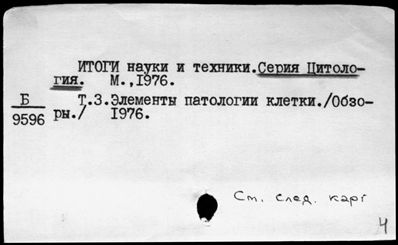 ИТОГИ науки и техники.Серия Цитоло-
гия. М.,1976.
Б
9596
Т.3.Элементы патологии клетки./Обзо-
ры./ 1976.
См. след. карт
4